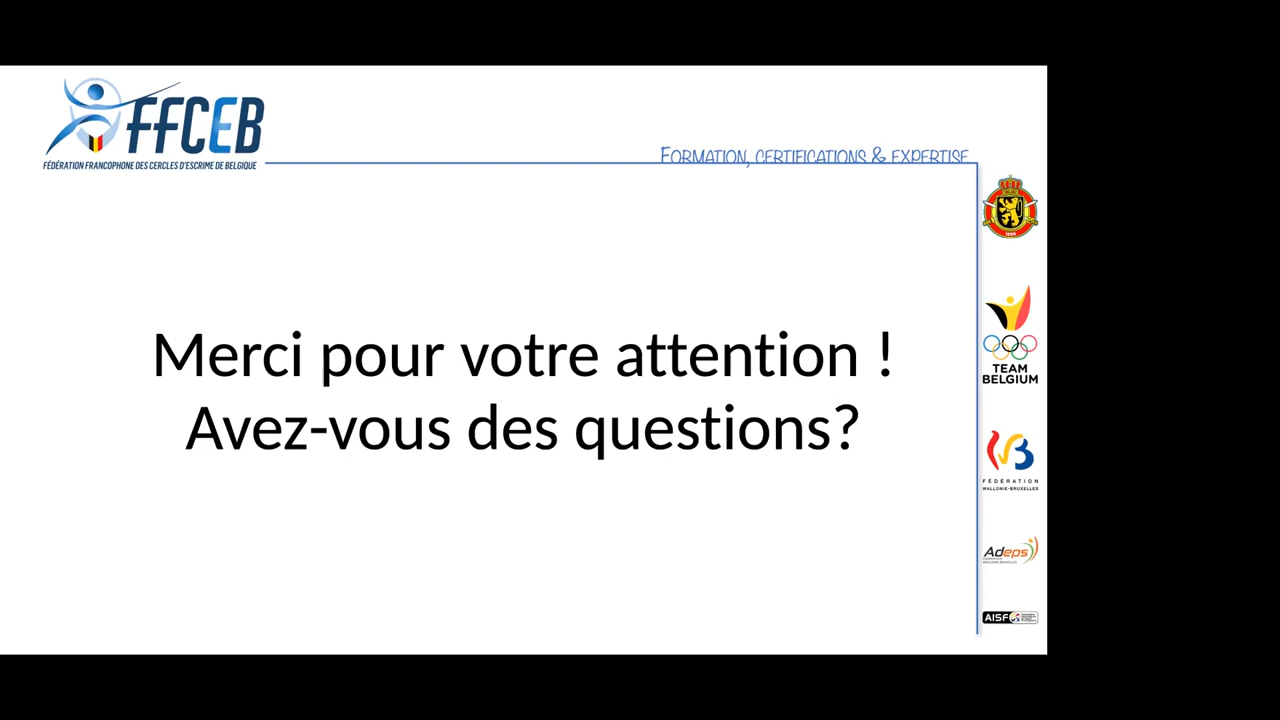 FFCEB
FÉDÉRATION FRANCOPHONE DES CERCLES D'ESCRIME DE BELGIQUE
FORMATION, CERTIFICATIONS & EXPERTISE
Merci pour votre attention !
Avez-vous des questions?
TEAM
BELGIUM
FÉDÉRATION
WALLONIE-BRUXELLES
Adeps
AISF